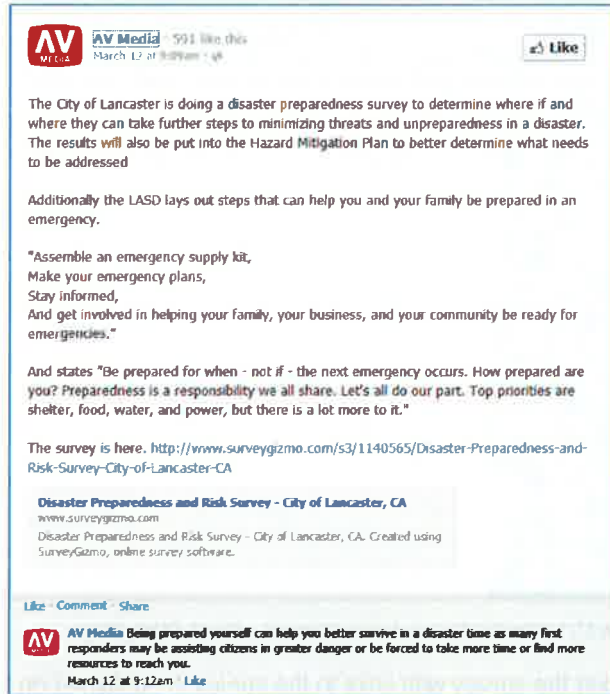 AV
MEDIA
AV Media · 591 like this
March 12 at
Like
The City of Lancaster is doing a disaster preparedness survey to determine where if and
where they can take further steps to minimizing threats and unpreparedness in a disaster.
The results will also be put into the Hazard Mitigation Plan to better determine what needs
to be addressed
Additionally the LASD lays out steps that can help you and your family be prepared in an
emergency.
"Assemble an emergency supply kit,
Make your emergency plans,
Stay informed,
And get involved in helping your family, your business, and your community be ready for
emergencies."
And states "Be prepared for when - not if - the next emergency occurs. How prepared are
you? Preparedness is a responsibility we all share. Let's all do our part. Top priorities are
shelter, food, water, and power, but there is a lot more to it."
The survey is here. http://www.surveygizmo.com/s3/1140565/Disaster-Preparedness-and-
Risk-Survey-City-of-Lancaster-CA
Disaster Preparedness and Risk Survey - City of Lancaster, CA
www.surveygizmo.com
Disaster Preparedness and Risk Survey - City of Lancaster, CA. Created using
SurveyGizmo, online survey software.
Like · Comment · Share
AV
MEDIA
AV Media Being prepared yourself can help you better survive in a disaster time as many first
responders may be assisting citizens in greater danger or be forced to take more time or find more
resources to reach you.
March 12 at 9:12am · Like